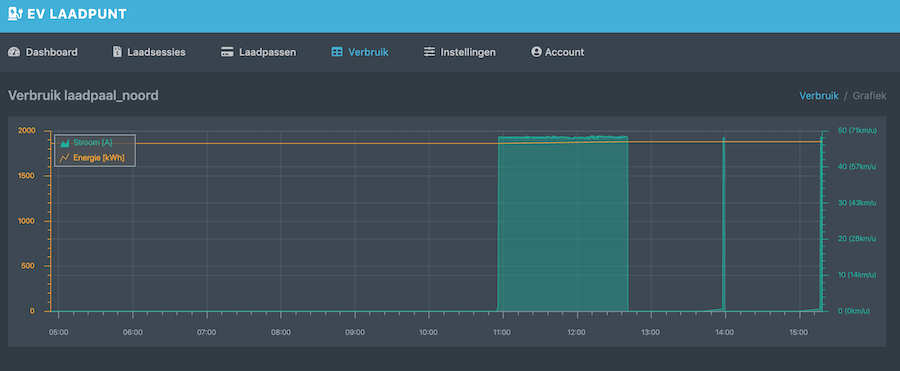 EV LAADPUNT
Dashboard Laadsessies Laadpassen Verbruik Instellingen Account
Verbruik laadpaal_noord
Verbruik / Grafiek
2000
1500
1000
500
0
Stroom [A]
Energie [kWh]
50 (71km/u)
40 (57km/u
30 (43km/u
20 (28km/u
10 (14km/u
0 (0km/u)
05:00 06:00 07:00 08:00 09:00 10:00 11:00 12:00 13:00 14:00 15:00